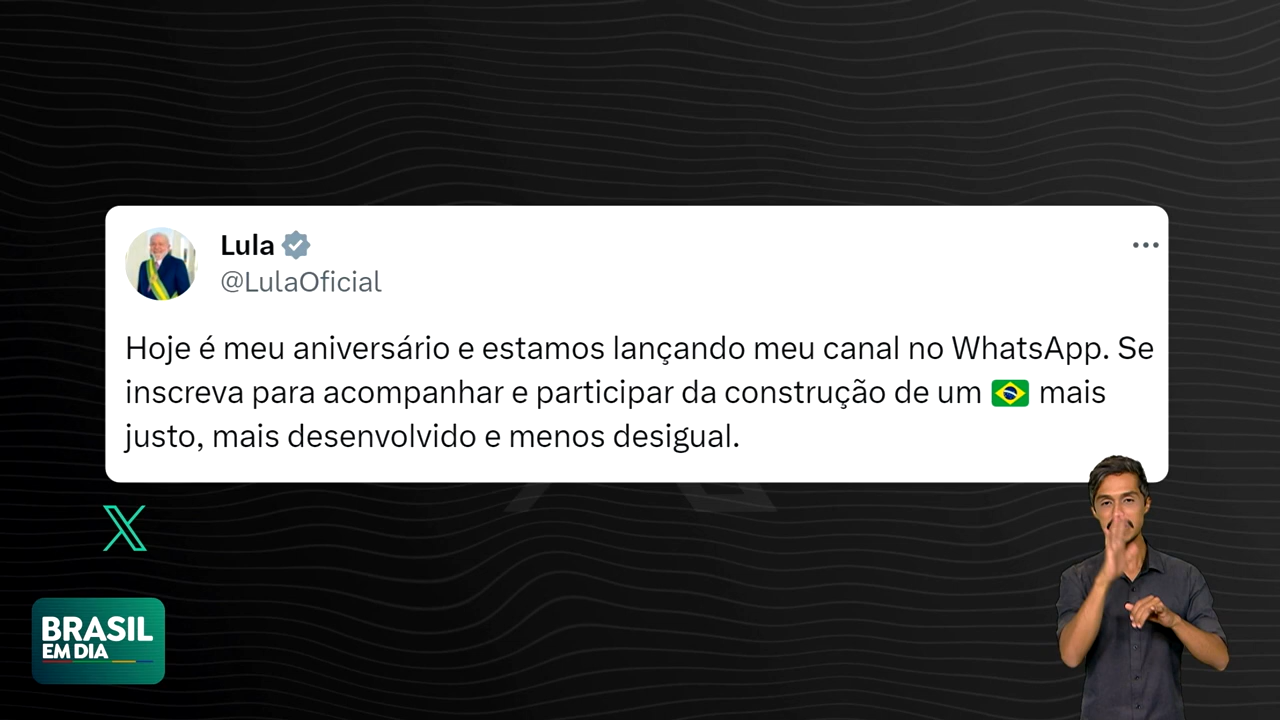 Lula
@LulaOficial
Hoje é meu aniversário e estamos lançando meu canal no WhatsApp. Se
inscreva para acompanhar e participar da construção de um 🇧🇷 mais
justo, mais desenvolvido e menos desigual.
BRASIL
EM DIA